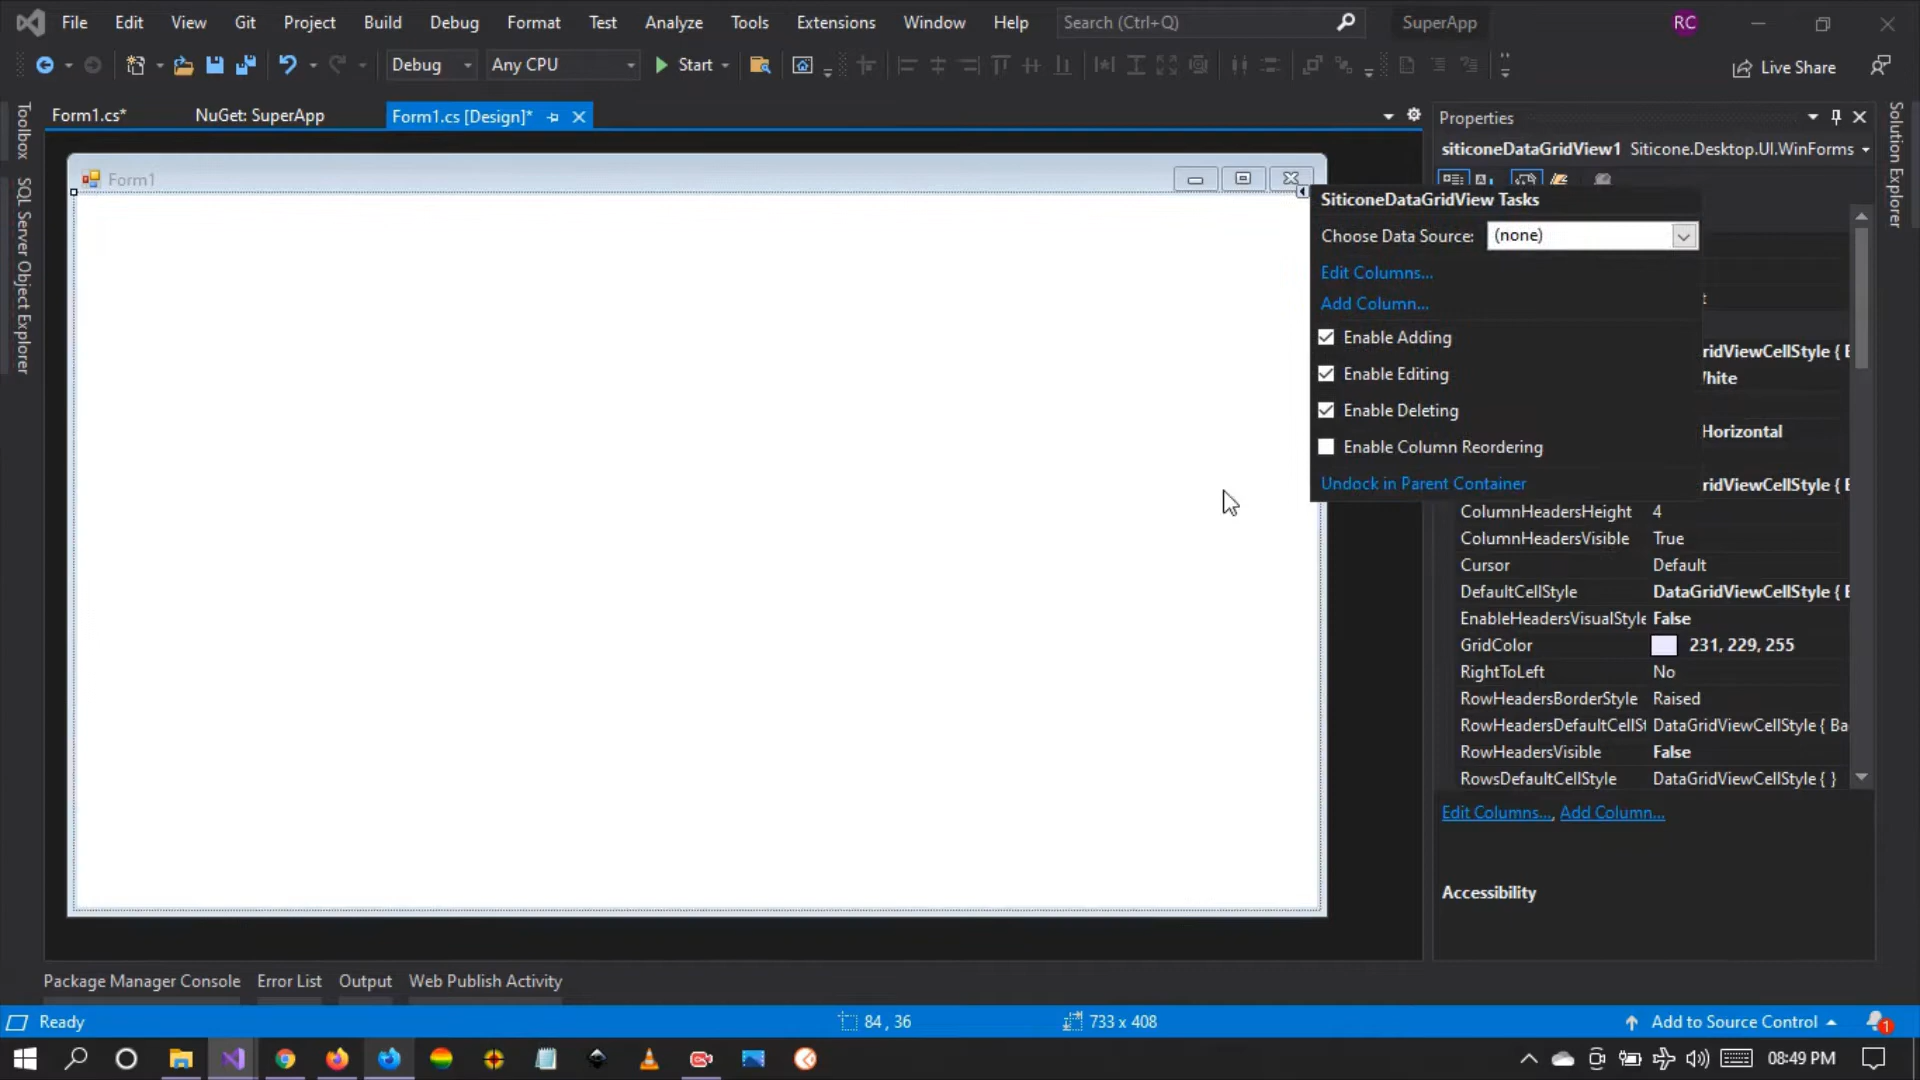 File Edit View Git Project Build Debug Format Test Analyze Tools Extensions Window Help Search (Ctrl+Q) SuperApp RC
Debug Any CPU Start Live Share
Form1.cs* NuGet: SuperApp Form1.cs [Design]*
Toolbox
SQL Server Object Explorer
Form1
SiticoneDataGridView Tasks
Choose Data Source: (none)
Edit Columns...
Add Column...
Enable Adding
Enable Editing
Enable Deleting
Enable Column Reordering
Undock in Parent Container
Properties
siticoneDataGridView1 Siticone.Desktop.UI.WinForms
ridViewCellStyle {
hite
Horizontal
ridViewCellStyle {
ColumnHeadersHeight 4
ColumnHeadersVisible True
Cursor Default
DefaultCellStyle DataGridViewCellStyle {
EnableHeadersVisualStyle False
GridColor 231, 229, 255
RightToLeft No
RowHeadersBorderStyle Raised
RowHeadersDefaultCellSt DataGridViewCellStyle { Ba
RowHeadersVisible False
RowsDefaultCellStyle DataGridViewCellStyle { }
Edit Columns..., Add Column...
Accessibility
Solution Explorer
Package Manager Console Error List Output Web Publish Activity
Ready 84 , 36 733 x 408 Add to Source Control 1
08:49 PM